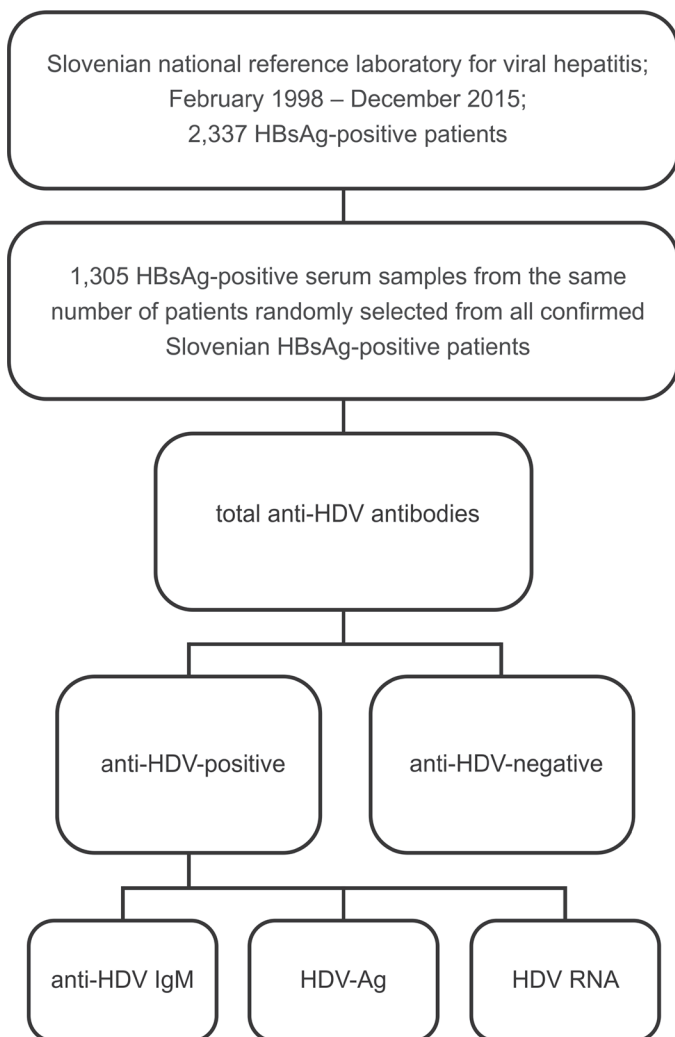 Slovenian national reference laboratory for viral hepatitis;
February 1998 – December 2015;
2,337 HBsAg-positive patients
1,305 HBsAg-positive serum samples from the same
number of patients randomly selected from all confirmed
Slovenian HBsAg-positive patients
total anti-HDV antibodies
anti-HDV-positive
anti-HDV-negative
anti-HDV IgM
HDV-Ag
HDV RNA